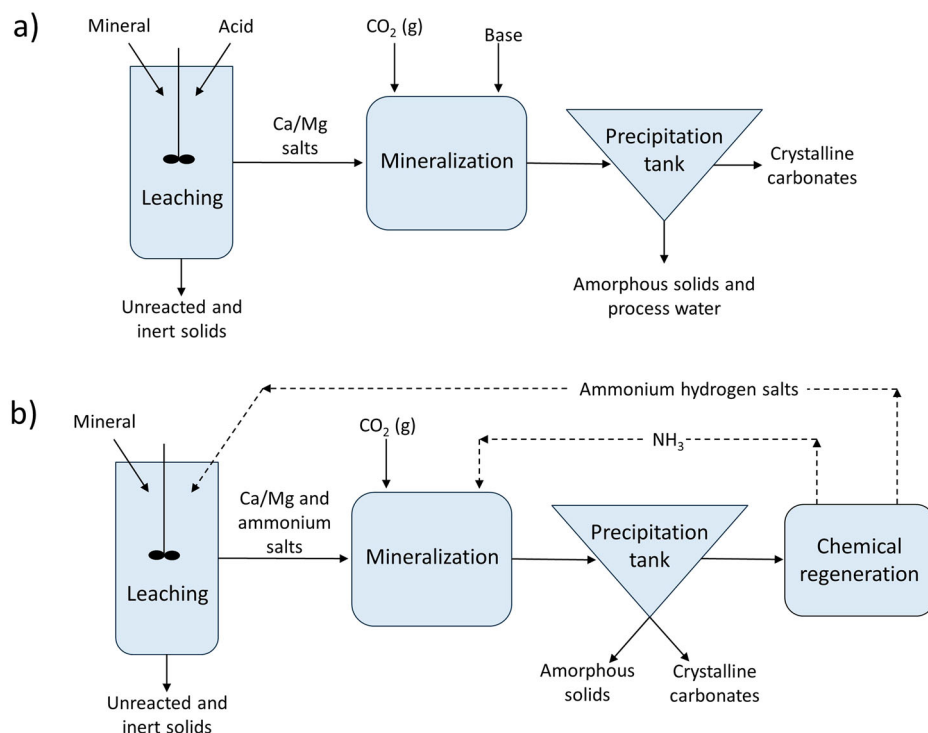 a)
Mineral
Acid
CO₂ (g)
Base
Ca/Mg
salts
Leaching
Mineralization
Precipitation
tank
Crystalline
carbonates
Unreacted and
inert solids
Amorphous solids and
process water
b)
Ammonium hydrogen salts
Mineral
CO₂ (g)
NH₃
Ca/Mg and
ammonium
salts
Leaching
Mineralization
Precipitation
tank
Chemical
regeneration
Unreacted and
inert solids
Amorphous
solids
Crystalline
carbonates